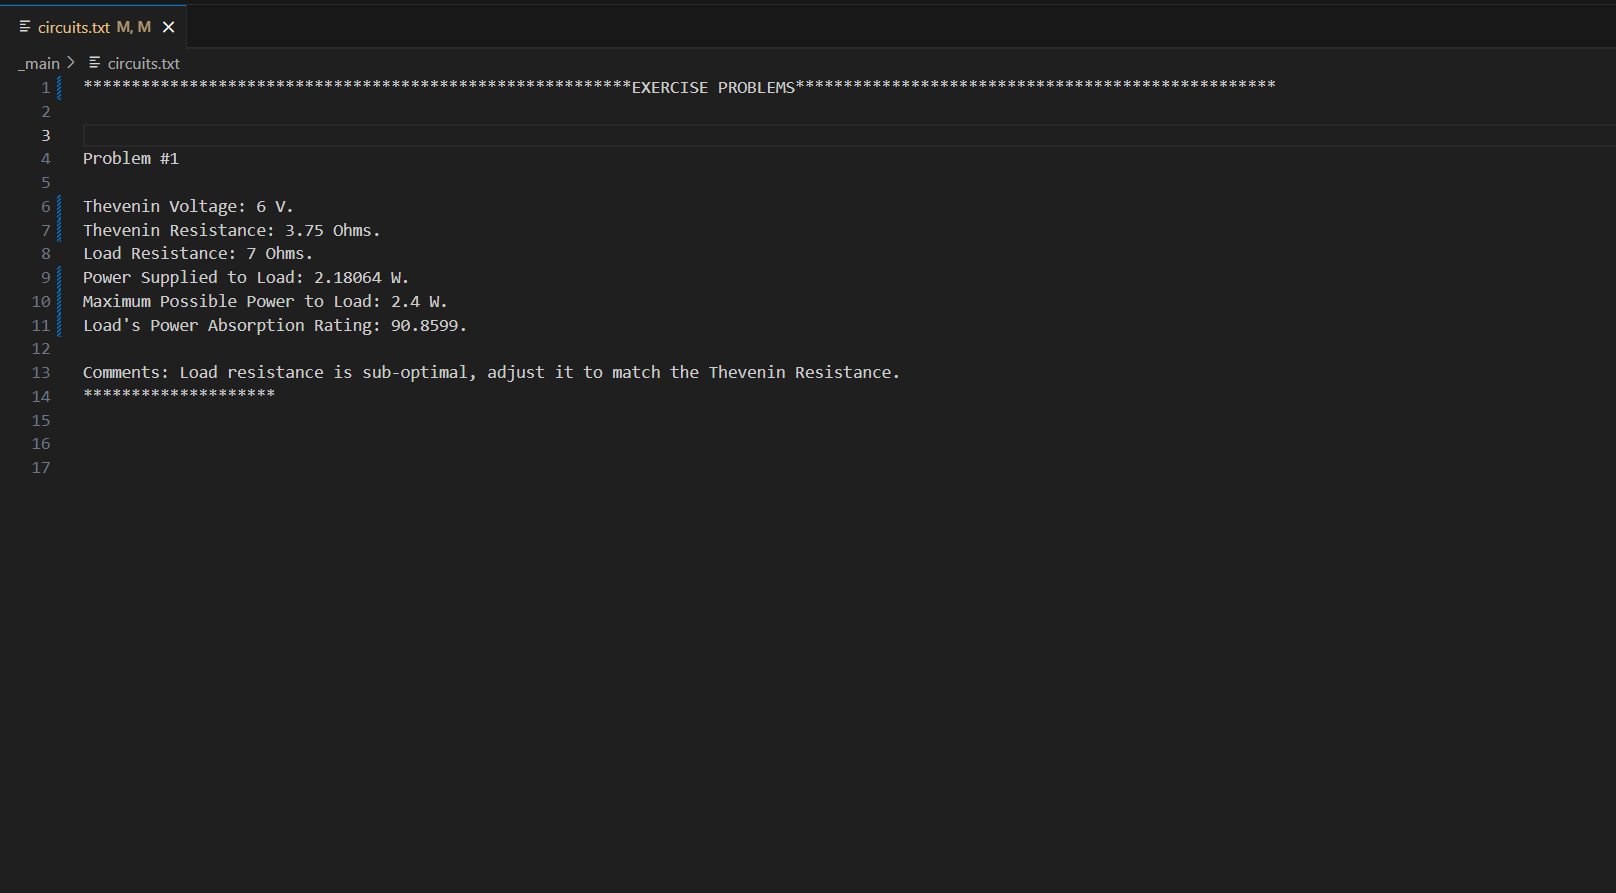 circuits.txt M, M
_main > circuits.txt
1 *********************************************************EXERCISE PROBLEMS**************************************************
2
3
4 Problem #1
5
6 Thevenin Voltage: 6 V.
7 Thevenin Resistance: 3.75 Ohms.
8 Load Resistance: 7 Ohms.
9 Power Supplied to Load: 2.18064 W.
10 Maximum Possible Power to Load: 2.4 W.
11 Load's Power Absorption Rating: 90.8599.
12
13 Comments: Load resistance is sub-optimal, adjust it to match the Thevenin Resistance.
14 ********************
15
16
17